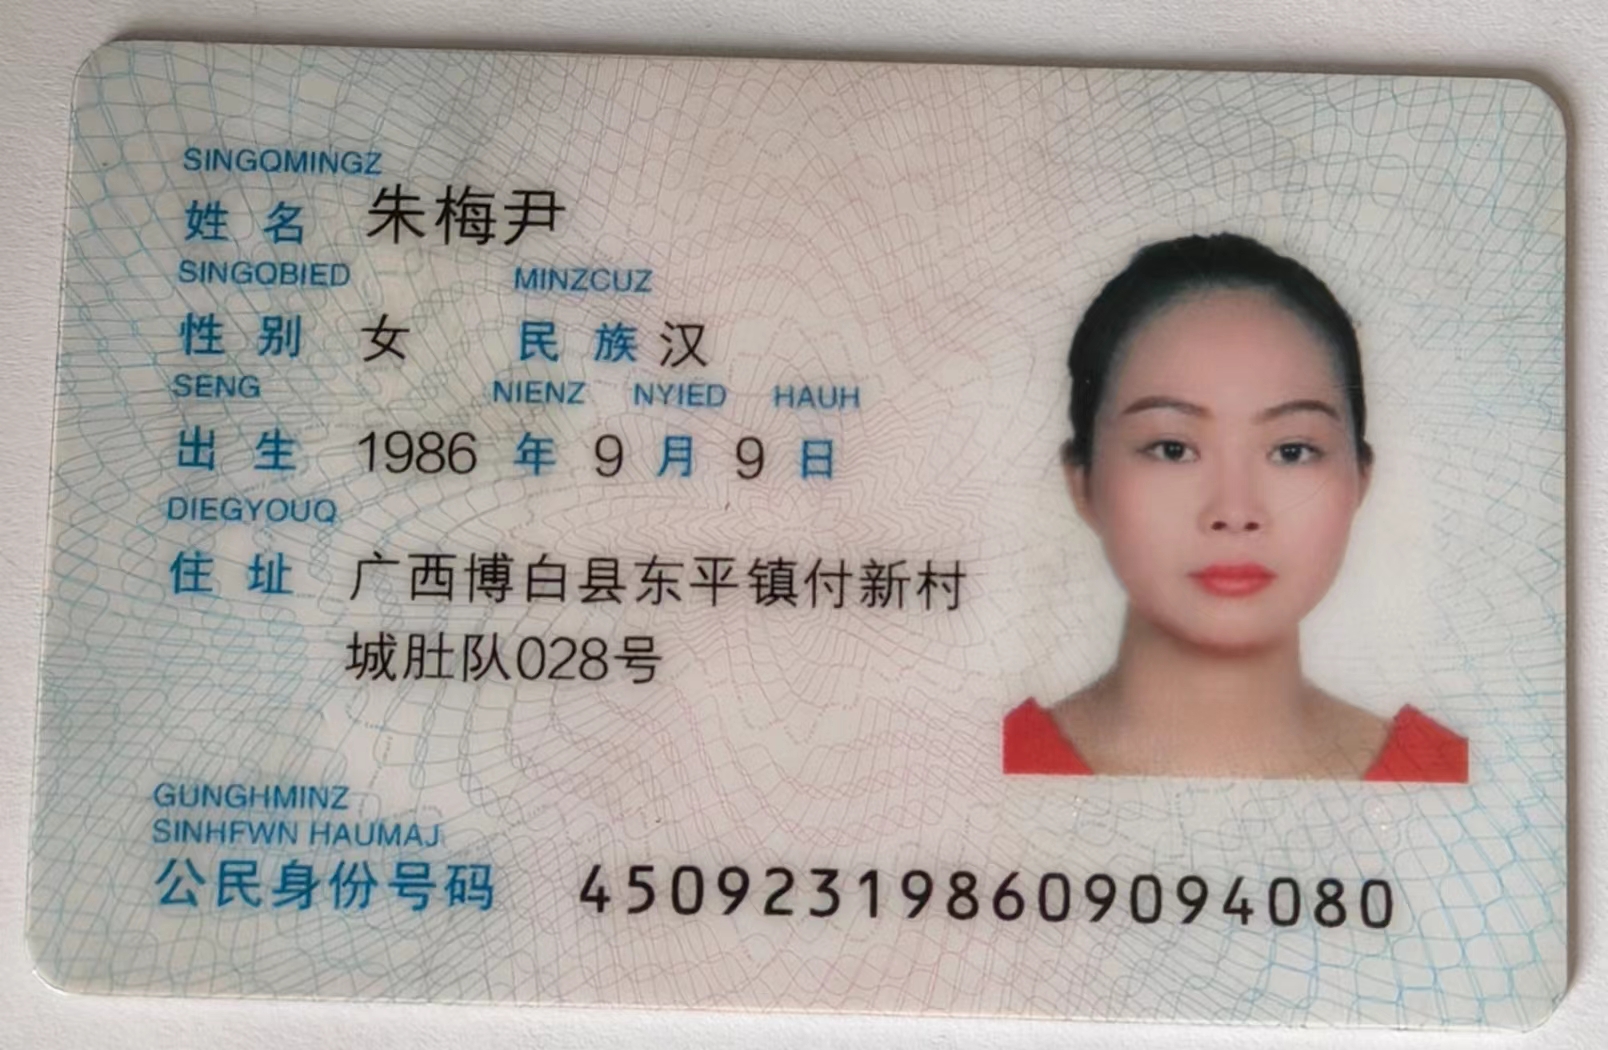 SINGQMINGZ
姓名 朱梅尹
SINGQBIED MINZCUZ
性别 女 民族 汉
SENG NIENZ NYIED HAUH
出生 1986 年 9 月 9 日
DIEGYOUQ
住址 广西博白县东平镇付新村
城肚队028号
GUNGHMINZ
SINHFWN HAUMAJ
公民身份号码 450923198609094080